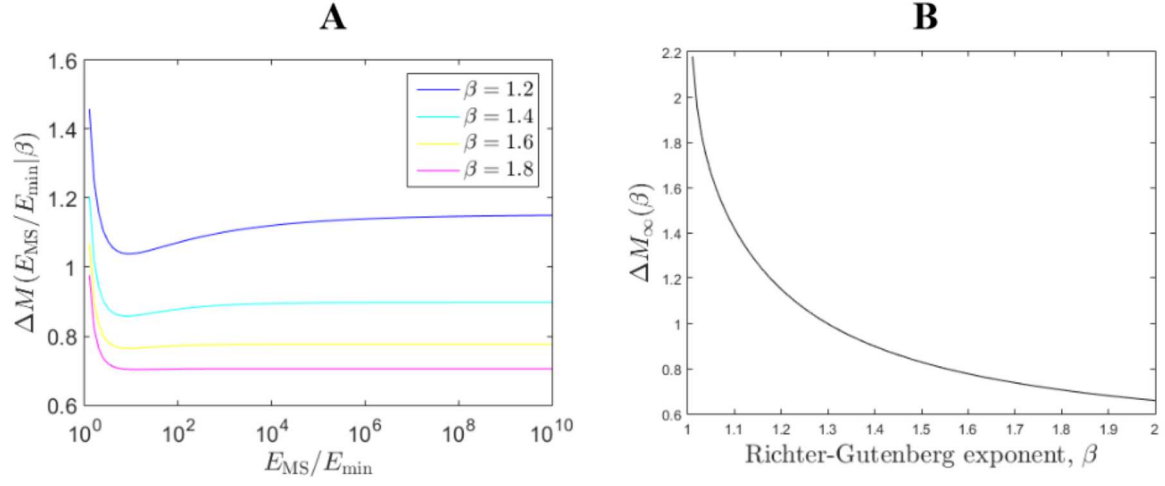 A
1.6
1.4
1.2
1
0.8
0.6
ΔM(E_MS/E_min|β)
β = 1.2
β = 1.4
β = 1.6
β = 1.8
10^0 10^2 10^4 10^6 10^8 10^10
E_MS/E_min
B
2.2
2
1.8
1.6
1.4
1.2
1
0.8
0.6
ΔM_∞(β)
1 1.1 1.2 1.3 1.4 1.5 1.6 1.7 1.8 1.9 2
Richter-Gutenberg exponent, β